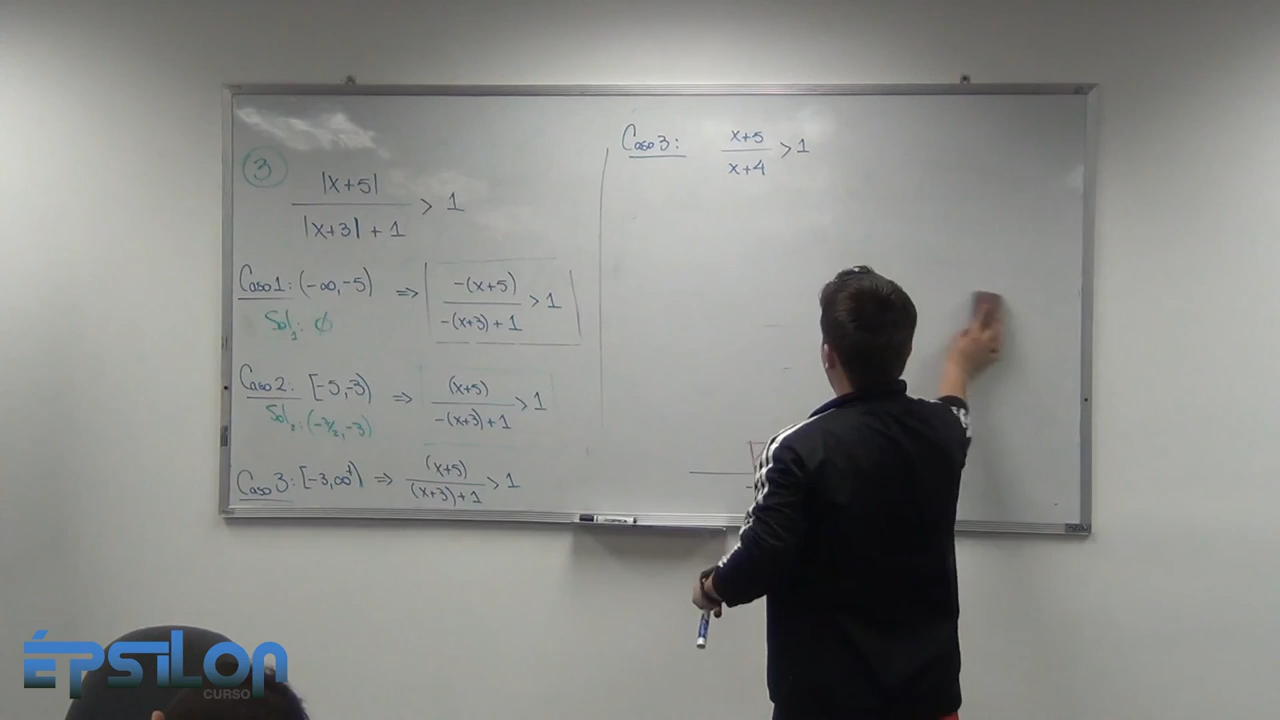 3
|x+5|
|x+3| + 1
> 1
Caso 1: (-∞, -5) ⇒ -(x+5)
-(x+3) + 1
> 1
Sol₁: ∅
Caso 2: [-5, -3) ⇒ (x+5)
-(x+3) + 1
> 1
Sol₂: (-7/2, -3)
Caso 3: [-3, ∞⁺) ⇒ (x+5)
(x+3) + 1
> 1
Caso 3: x+5
x+4
> 1
ÉPSILON
CURSO